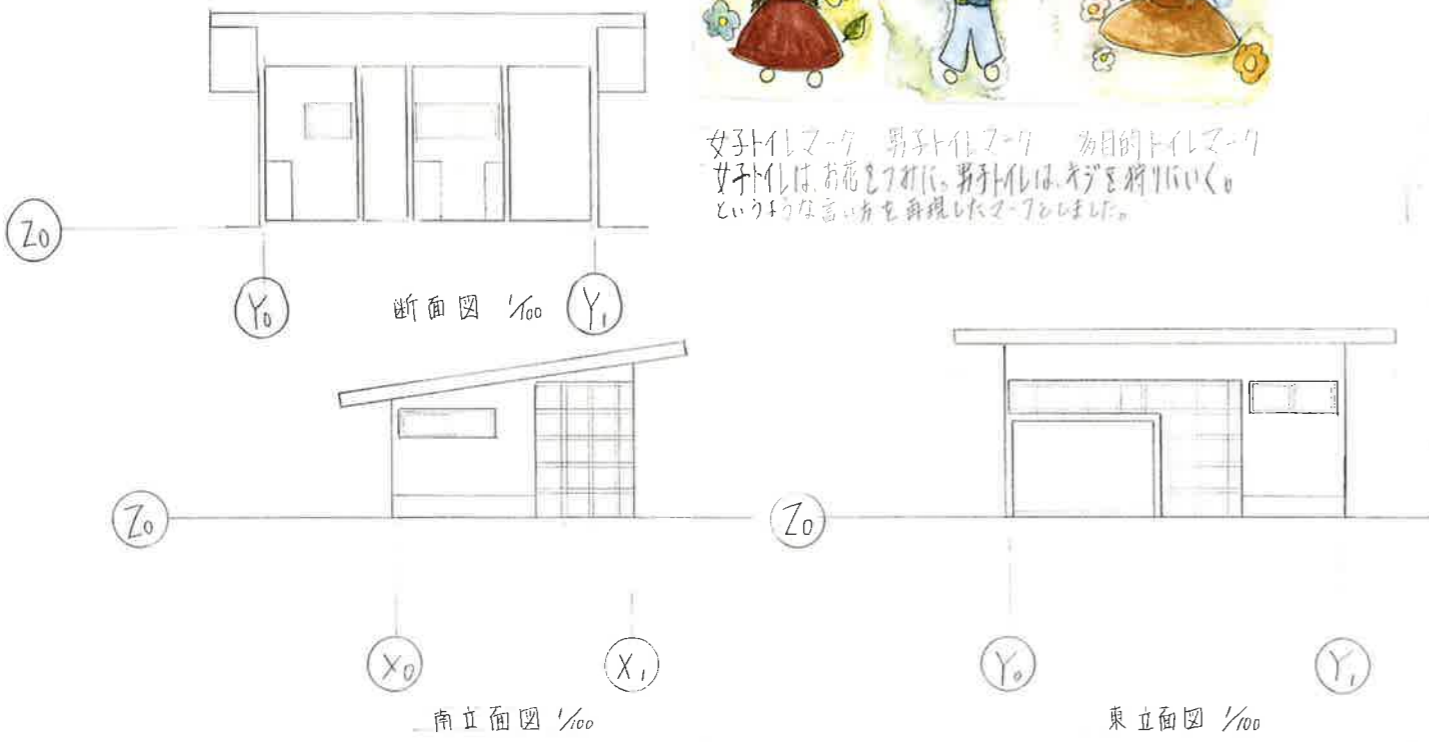 女子トイレマーク 男子トイレマーク 多目的トイレマーク
女子トイレは、お花をつみに。男子トイレは、キジを狩りにいく。
というような言い方を再現したマークとしました。
Z0
Y0
断面図 1/100
Y1
Z0
Z0
X0
X1
Y0
Y1
南立面図 1/100
東立面図 1/100